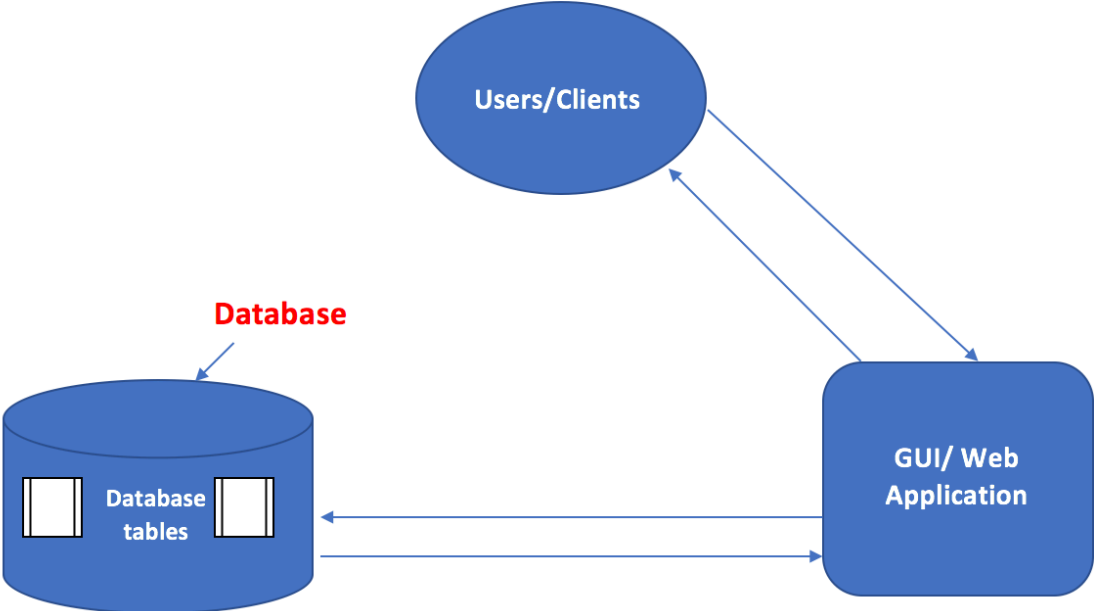 Users/Clients
Database
GUI/ Web
Application
Database
tables